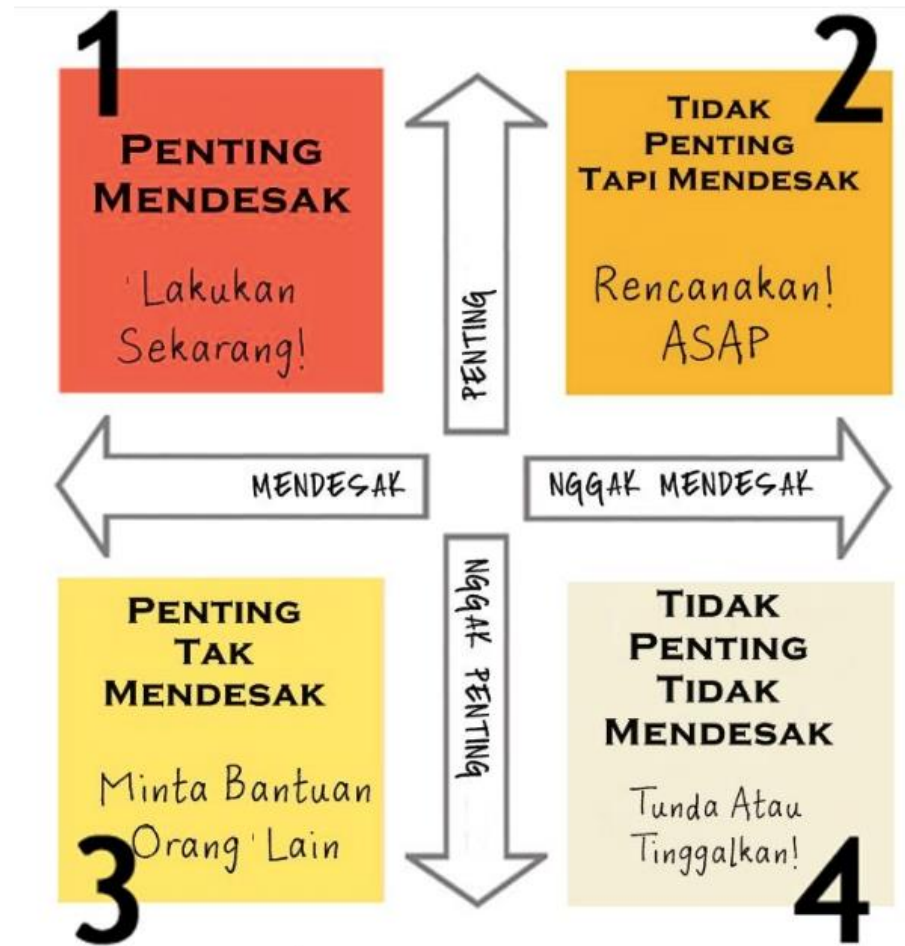 1
PENTING
MENDESAK
Lakukan
Sekarang!
2
TIDAK
PENTING
TAPI MENDESAK
Rencanakan!
ASAP
PENTING
MENDESAK
NGGAK MENDESAK
NGGAK PENTING
PENTING
TAK
MENDESAK
Minta Bantuan
Orang Lain
3
TIDAK
PENTING
TIDAK
MENDESAK
Tunda Atau
Tinggalkan!
4